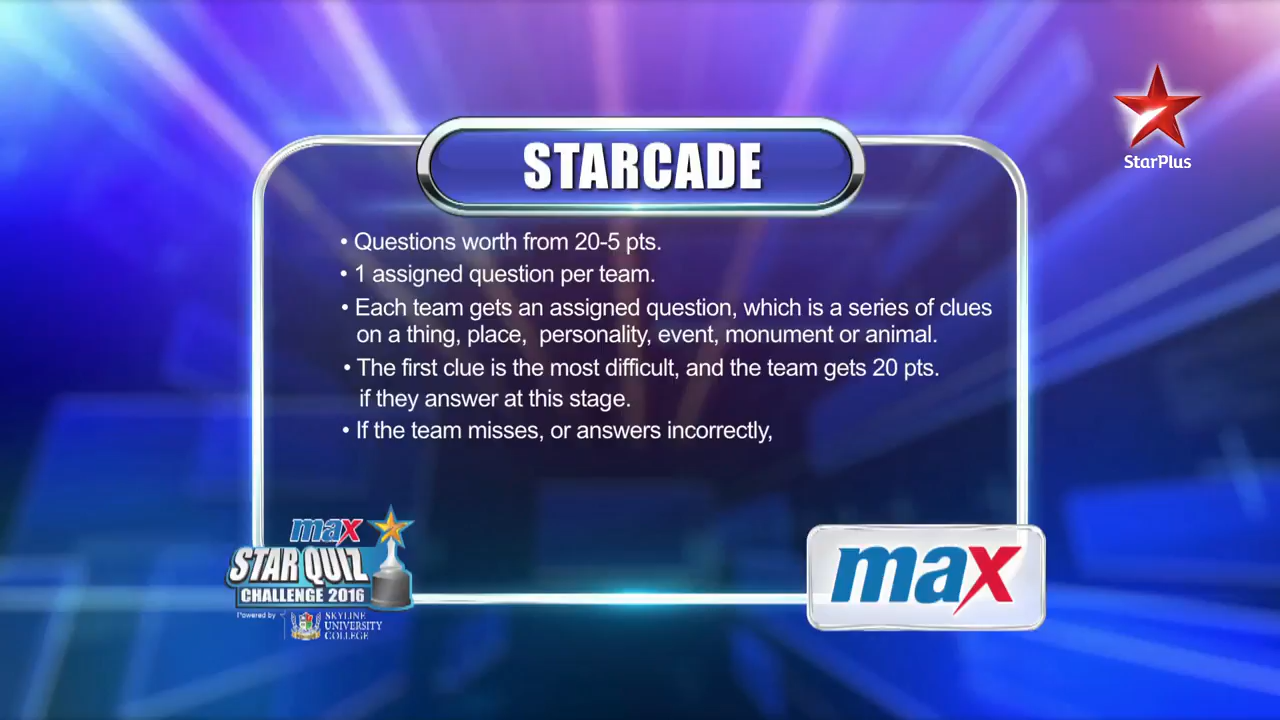 STARCADE
StarPlus
• Questions worth from 20-5 pts.
• 1 assigned question per team.
• Each team gets an assigned question, which is a series of clues
on a thing, place, personality, event, monument or animal.
• The first clue is the most difficult, and the team gets 20 pts.
if they answer at this stage.
• If the team misses, or answers incorrectly,
max
STAR QUIZ
CHALLENGE 2016
Powered by
SKYLINE
UNIVERSITY
COLLEGE
max